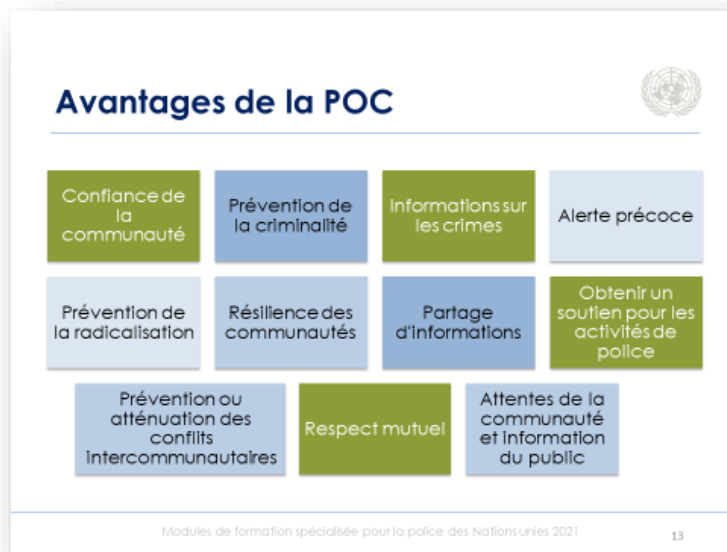 Avantages de la POC
Confiance de
la
communauté
Prévention de
la criminalité
Informations sur
les crimes
Alerte précoce
Prévention de
la radicalisation
Résilience des
communautés
Partage
d'informations
Obtenir un
soutien pour les
activités de
police
Prévention ou
atténuation des
conflits
intercommunautaires
Respect mutuel
Attentes de la
communauté
et information
du public
Modules de formation spécialisée pour la police des Nations unies 2021
13